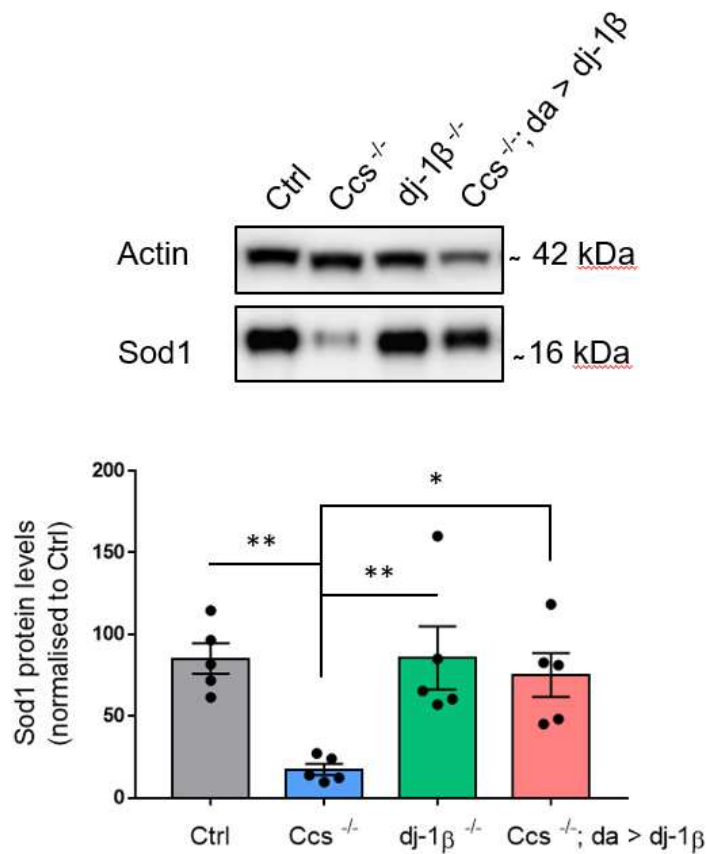 Ctrl
Ccs -/-
dj-1β -/-
Ccs -/-; da > dj-1β
Actin
~ 42 kDa
Sod1
~16 kDa
Sod1 protein levels
(normalised to Ctrl)
200
150
100
50
0
*
**
**
Ctrl
Ccs -/-
dj-1β -/-
Ccs -/-; da > dj-1β